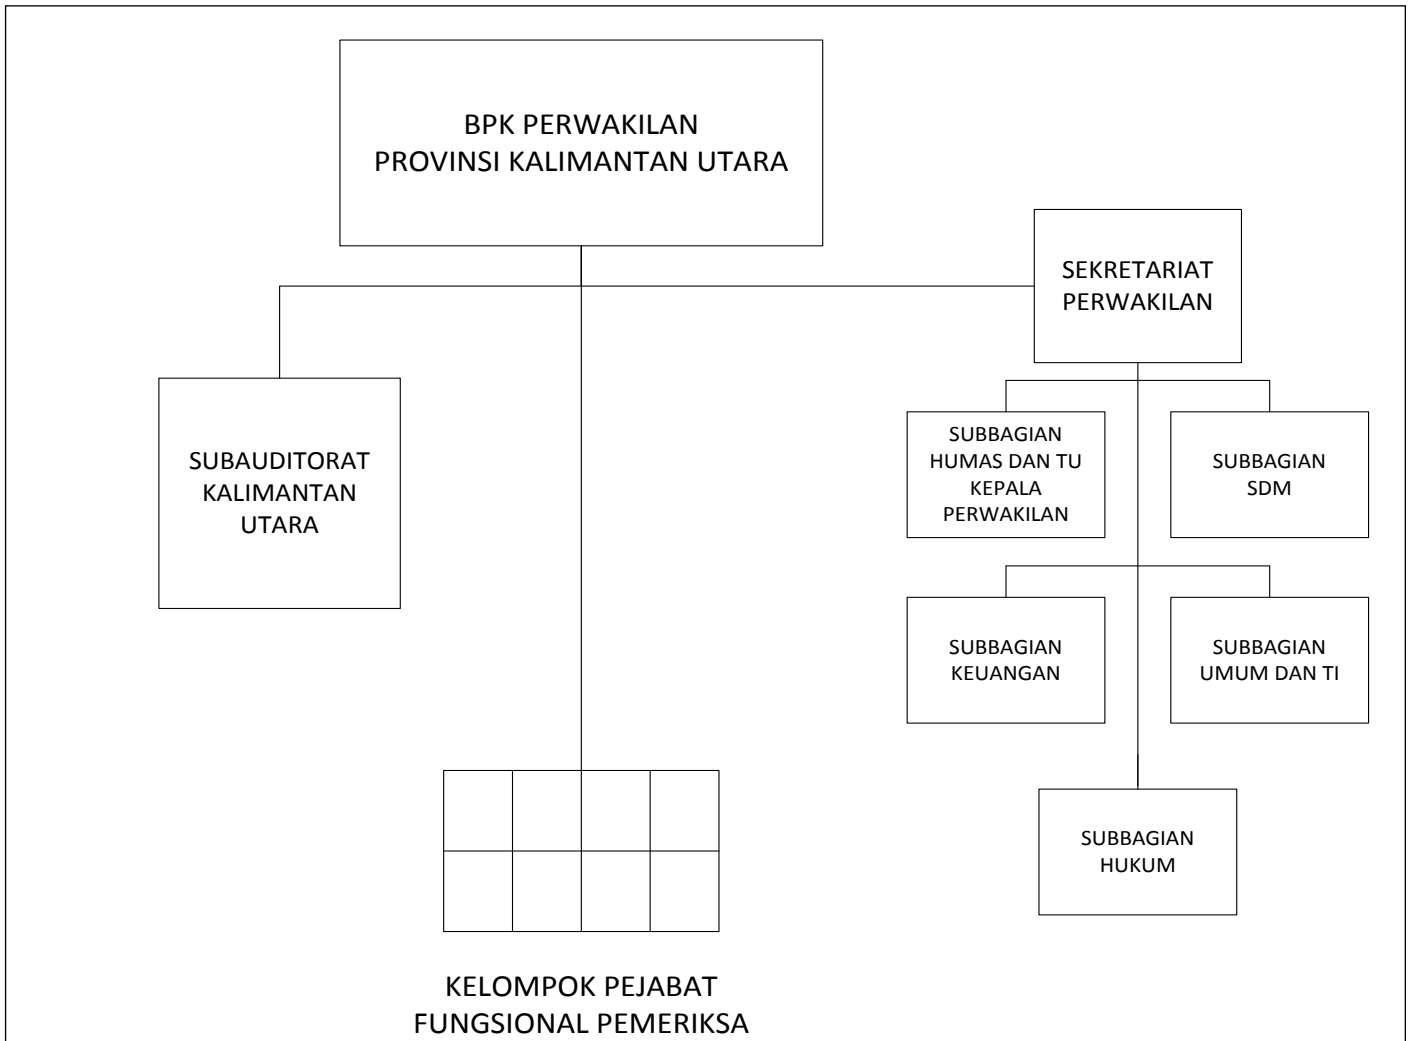 BPK PERWAKILAN
PROVINSI KALIMANTAN UTARA
SEKRETARIAT
PERWAKILAN
SUBAUDITORAT
KALIMANTAN
UTARA
SUBBAGIAN
HUMAS DAN TU
KEPALA
PERWAKILAN
SUBBAGIAN
SDM
SUBBAGIAN
KEUANGAN
SUBBAGIAN
UMUM DAN TI
SUBBAGIAN
HUKUM
KELOMPOK PEJABAT
FUNGSIONAL PEMERIKSA